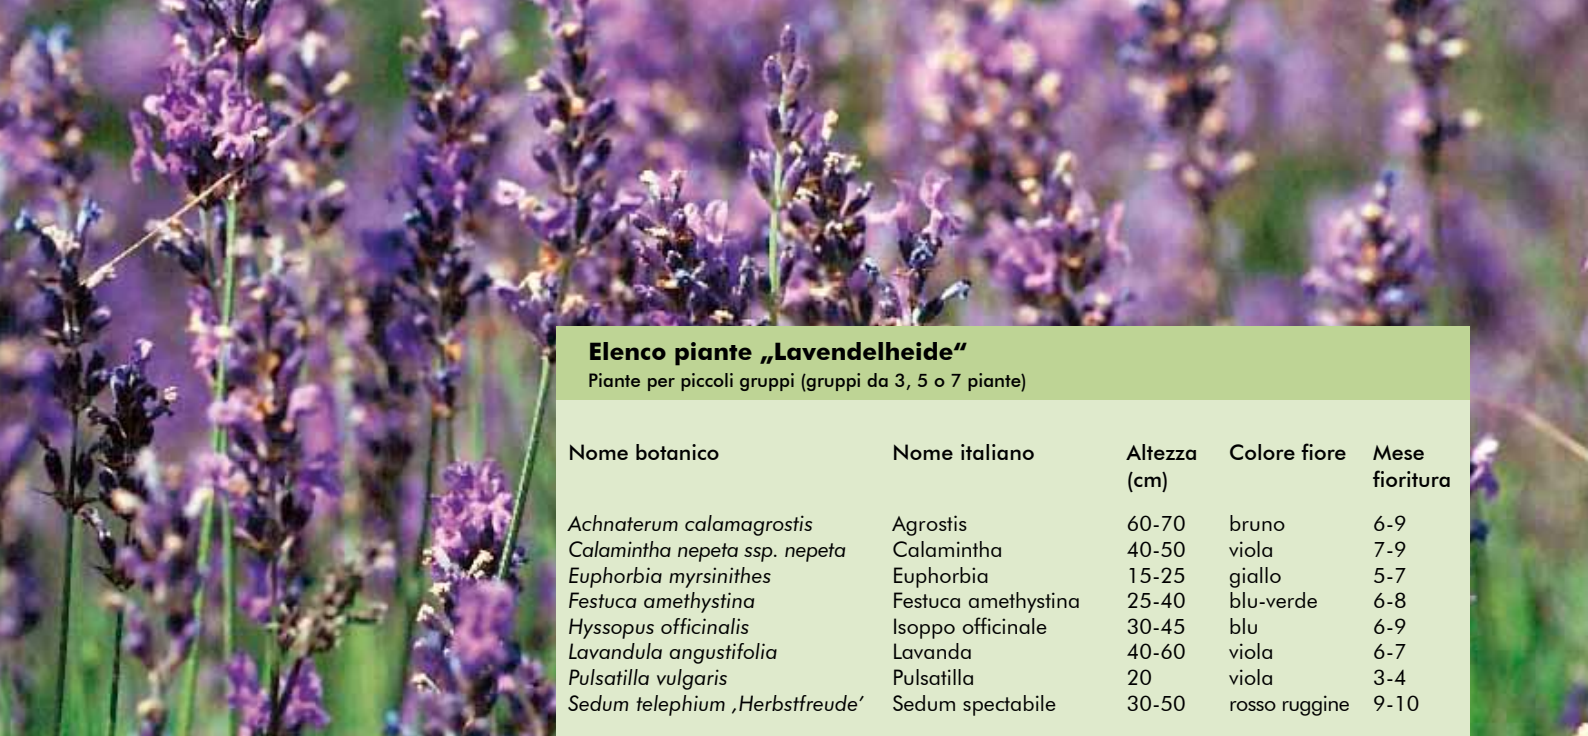 Elenco piante „Lavendelheide“
Piante per piccoli gruppi (gruppi da 3, 5 o 7 piante)
Nome botanico Nome italiano Altezza (cm) Colore fiore Mese fioritura
Achnaterum calamagrostis Agrostis 60-70 bruno 6-9
Calamintha nepeta ssp. nepeta Calamintha 40-50 viola 7-9
Euphorbia myrsinithes Euphorbia 15-25 giallo 5-7
Festuca amethystina Festuca amethystina 25-40 blu-verde 6-8
Hyssopus officinalis Isoppo officinale 30-45 blu 6-9
Lavandula angustifolia Lavanda 40-60 viola 6-7
Pulsatilla vulgaris Pulsatilla 20 viola 3-4
Sedum telephium ‚Herbstfreude’ Sedum spectabile 30-50 rosso ruggine 9-10